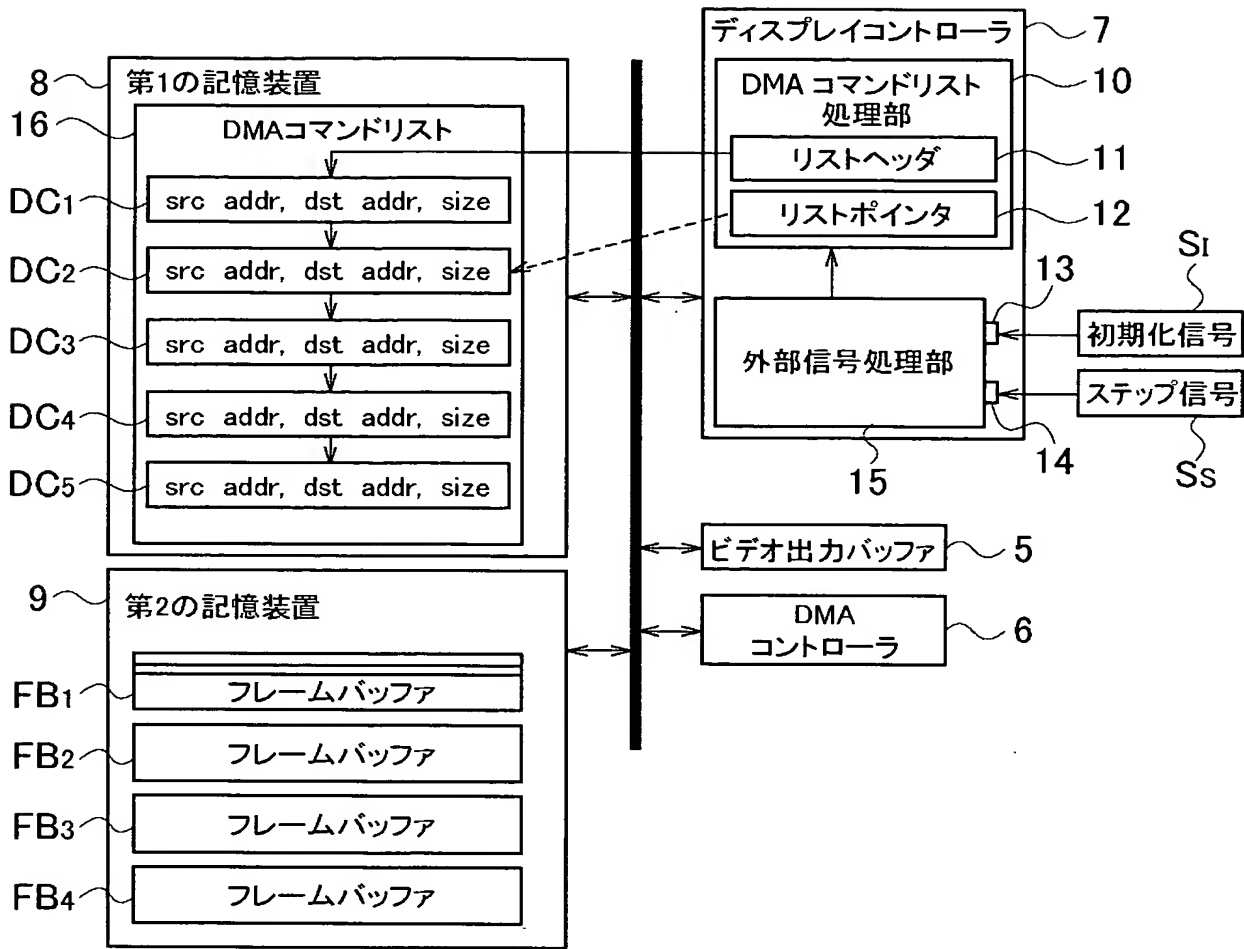 8
第1の記憶装置
16
DMAコマンドリスト
DC1
src addr, dst addr, size
DC2
src addr, dst addr, size
DC3
src addr, dst addr, size
DC4
src addr, dst addr, size
DC5
src addr, dst addr, size
9
第2の記憶装置
FB1
フレームバッファ
FB2
フレームバッファ
FB3
フレームバッファ
FB4
フレームバッファ
ディスプレイコントローラ
7
DMA コマンドリスト
処理部
10
リストヘッダ
11
リストポインタ
12
外部信号処理部
13
SI
初期化信号
ステップ信号
14
SS
15
ビデオ出力バッファ
5
DMA
コントローラ
6